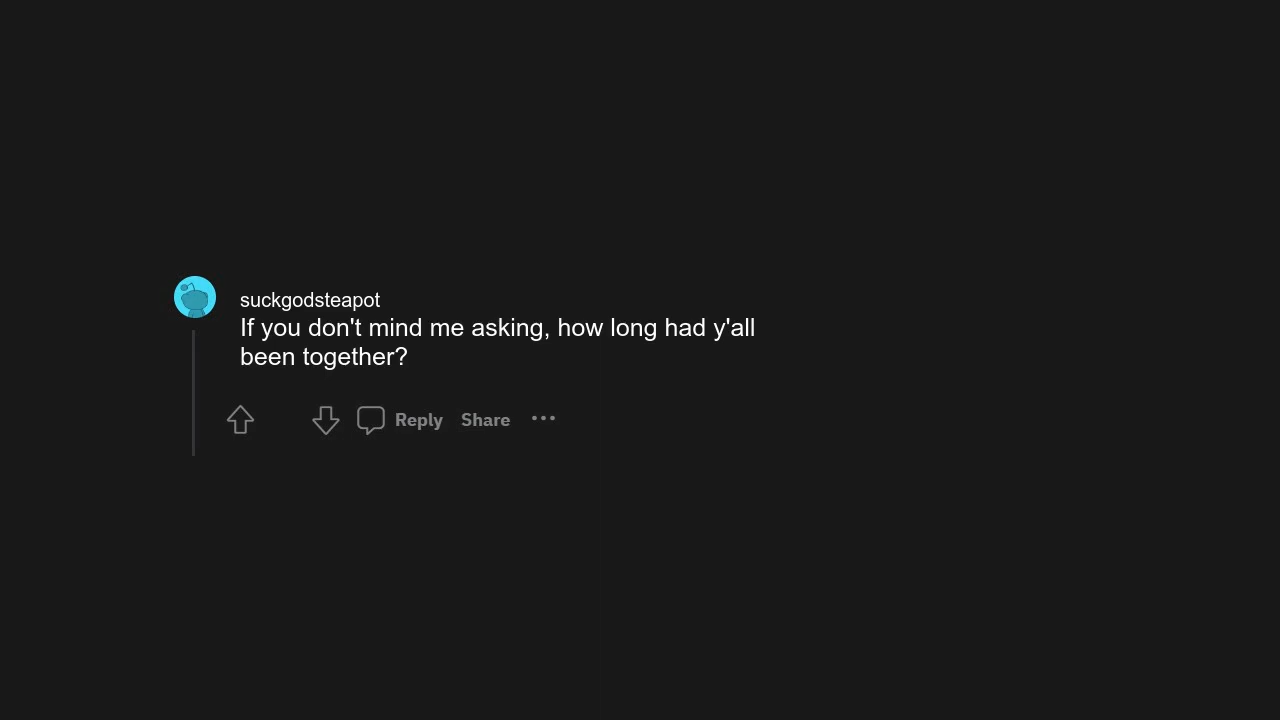 suckgodsteapot
If you don't mind me asking, how long had y'all
been together?
Reply Share